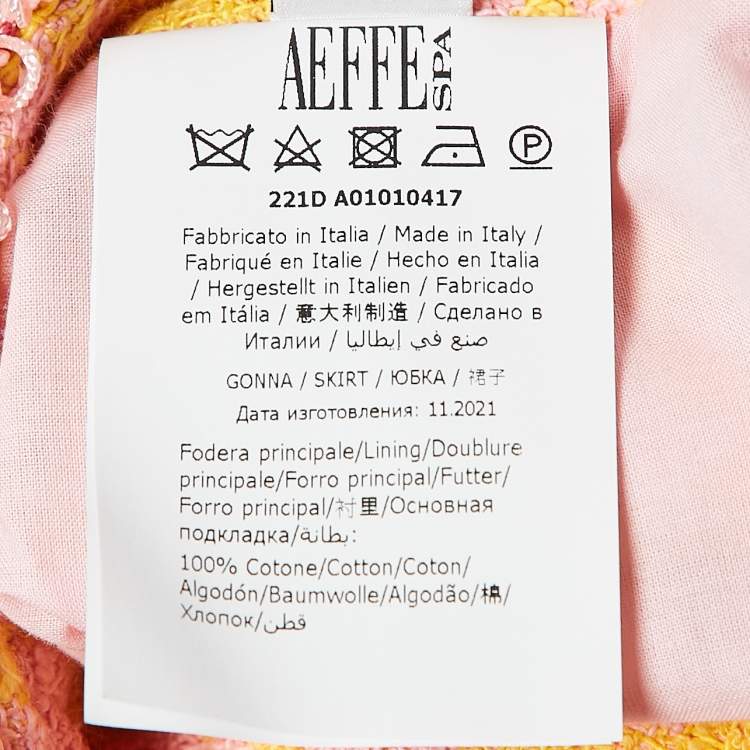 AEFFE SPA
P
221D A01010417
Fabbricato in Italia / Made in Italy /
Fabriqué en Italie / Hecho en Italia
/ Hergestellt in Italien / Fabricado
em Itália / 意大利制造 / Сделано в
Италии / صنع في إيطاليا
GONNA / SKIRT / ЮБКА / 裙子
Дата изготовления: 11.2021
Fodera principale/Lining/Doublure
principale/Forro principal/Futter/
Forro principal/衬里/Основная
подкладка/بطانة:
100% Cotone/Cotton/Coton/
Algodón/Baumwolle/Algodão/棉/
Хлопок/قطن